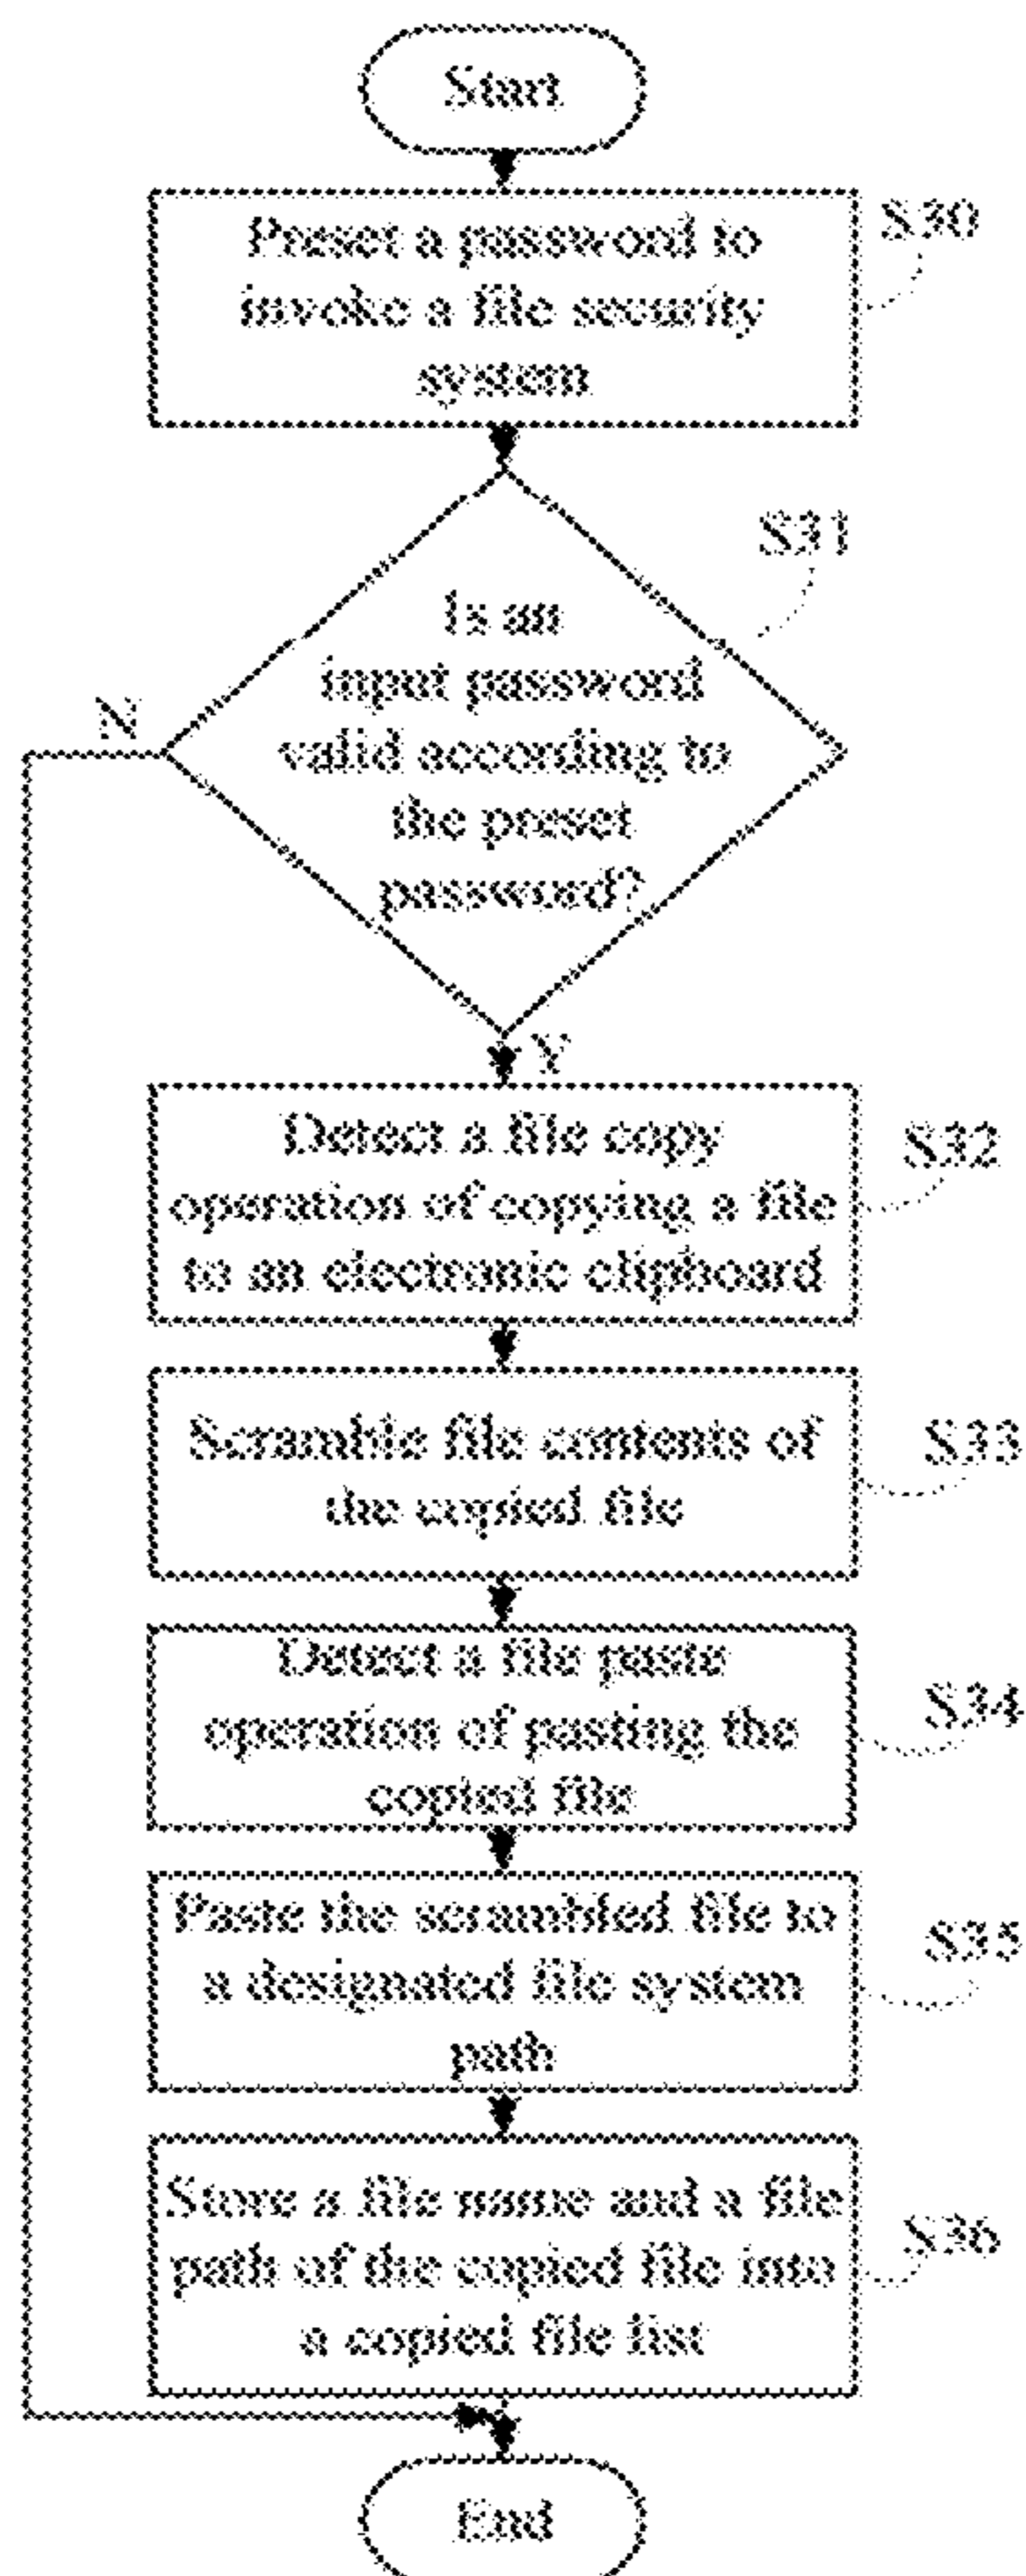 Start
Preset a password to
invoke a file security
system
S30
Is an
input password
valid according to
the preset
password?
S31
N
Y
Detect a file copy
operation of copying a file
to an electronic clipboard
S32
Scramble file contents of
the copied file
S33
Detect a file paste
operation of pasting the
copied file
S34
Paste the scrambled file to
a designated file system
path
S35
Store a file name and a file
path of the copied file into
a copied file list
S36
End